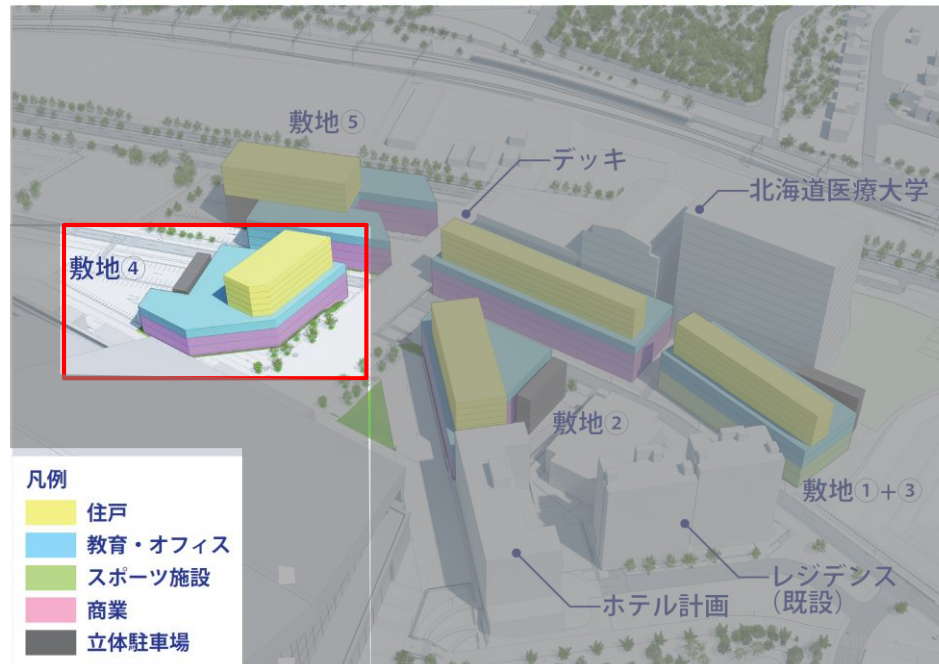 敷地⑤
デッキ
北海道医療大学
敷地④
敷地②
敷地①+③
レジデンス
(既設)
ホテル計画
凡例
住戸
教育・オフィス
スポーツ施設
商業
立体駐車場